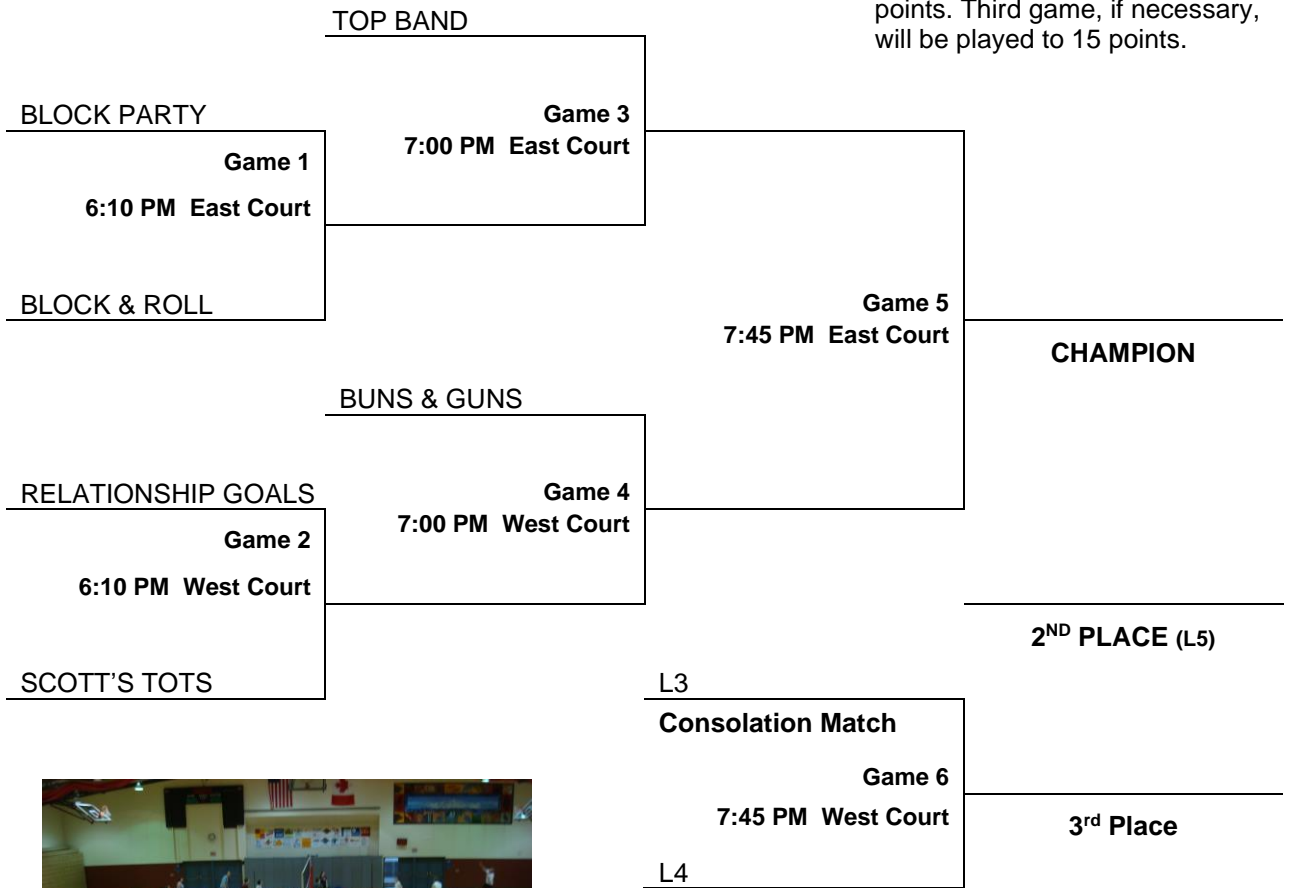 points. Third game, if necessary,
will be played to 15 points.
TOP BAND
BLOCK PARTY
Game 1
6:10 PM East Court
BLOCK & ROLL
Game 3
7:00 PM East Court
BUNS & GUNS
RELATIONSHIP GOALS
Game 2
6:10 PM West Court
SCOTT'S TOTS
Game 4
7:00 PM West Court
Game 5
7:45 PM East Court
CHAMPION
2ND PLACE (L5)
L3
Consolation Match
Game 6
7:45 PM West Court
L4
3rd Place